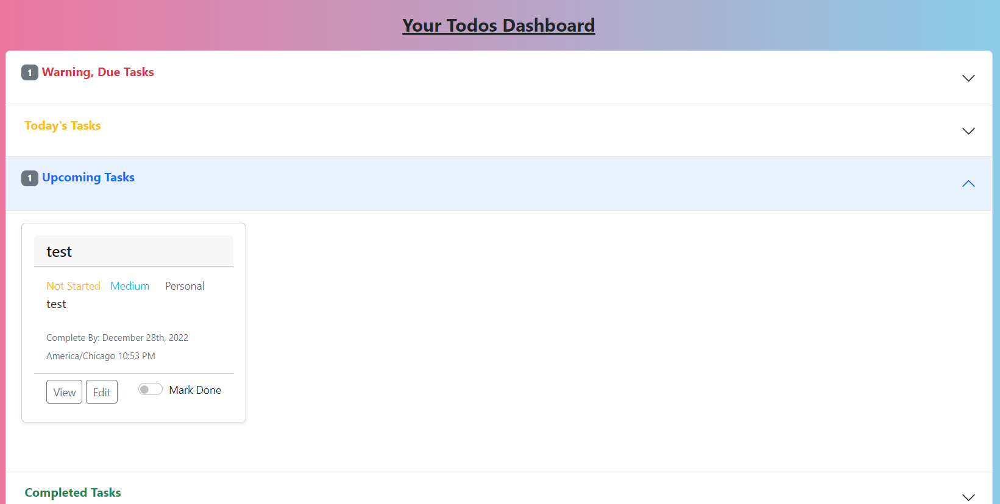 Your Todos Dashboard
1 Warning, Due Tasks
Today's Tasks
1 Upcoming Tasks
test
Not Started Medium Personal
test
Complete By: December 28th, 2022
America/Chicago 10:53 PM
View Edit Mark Done
Completed Tasks